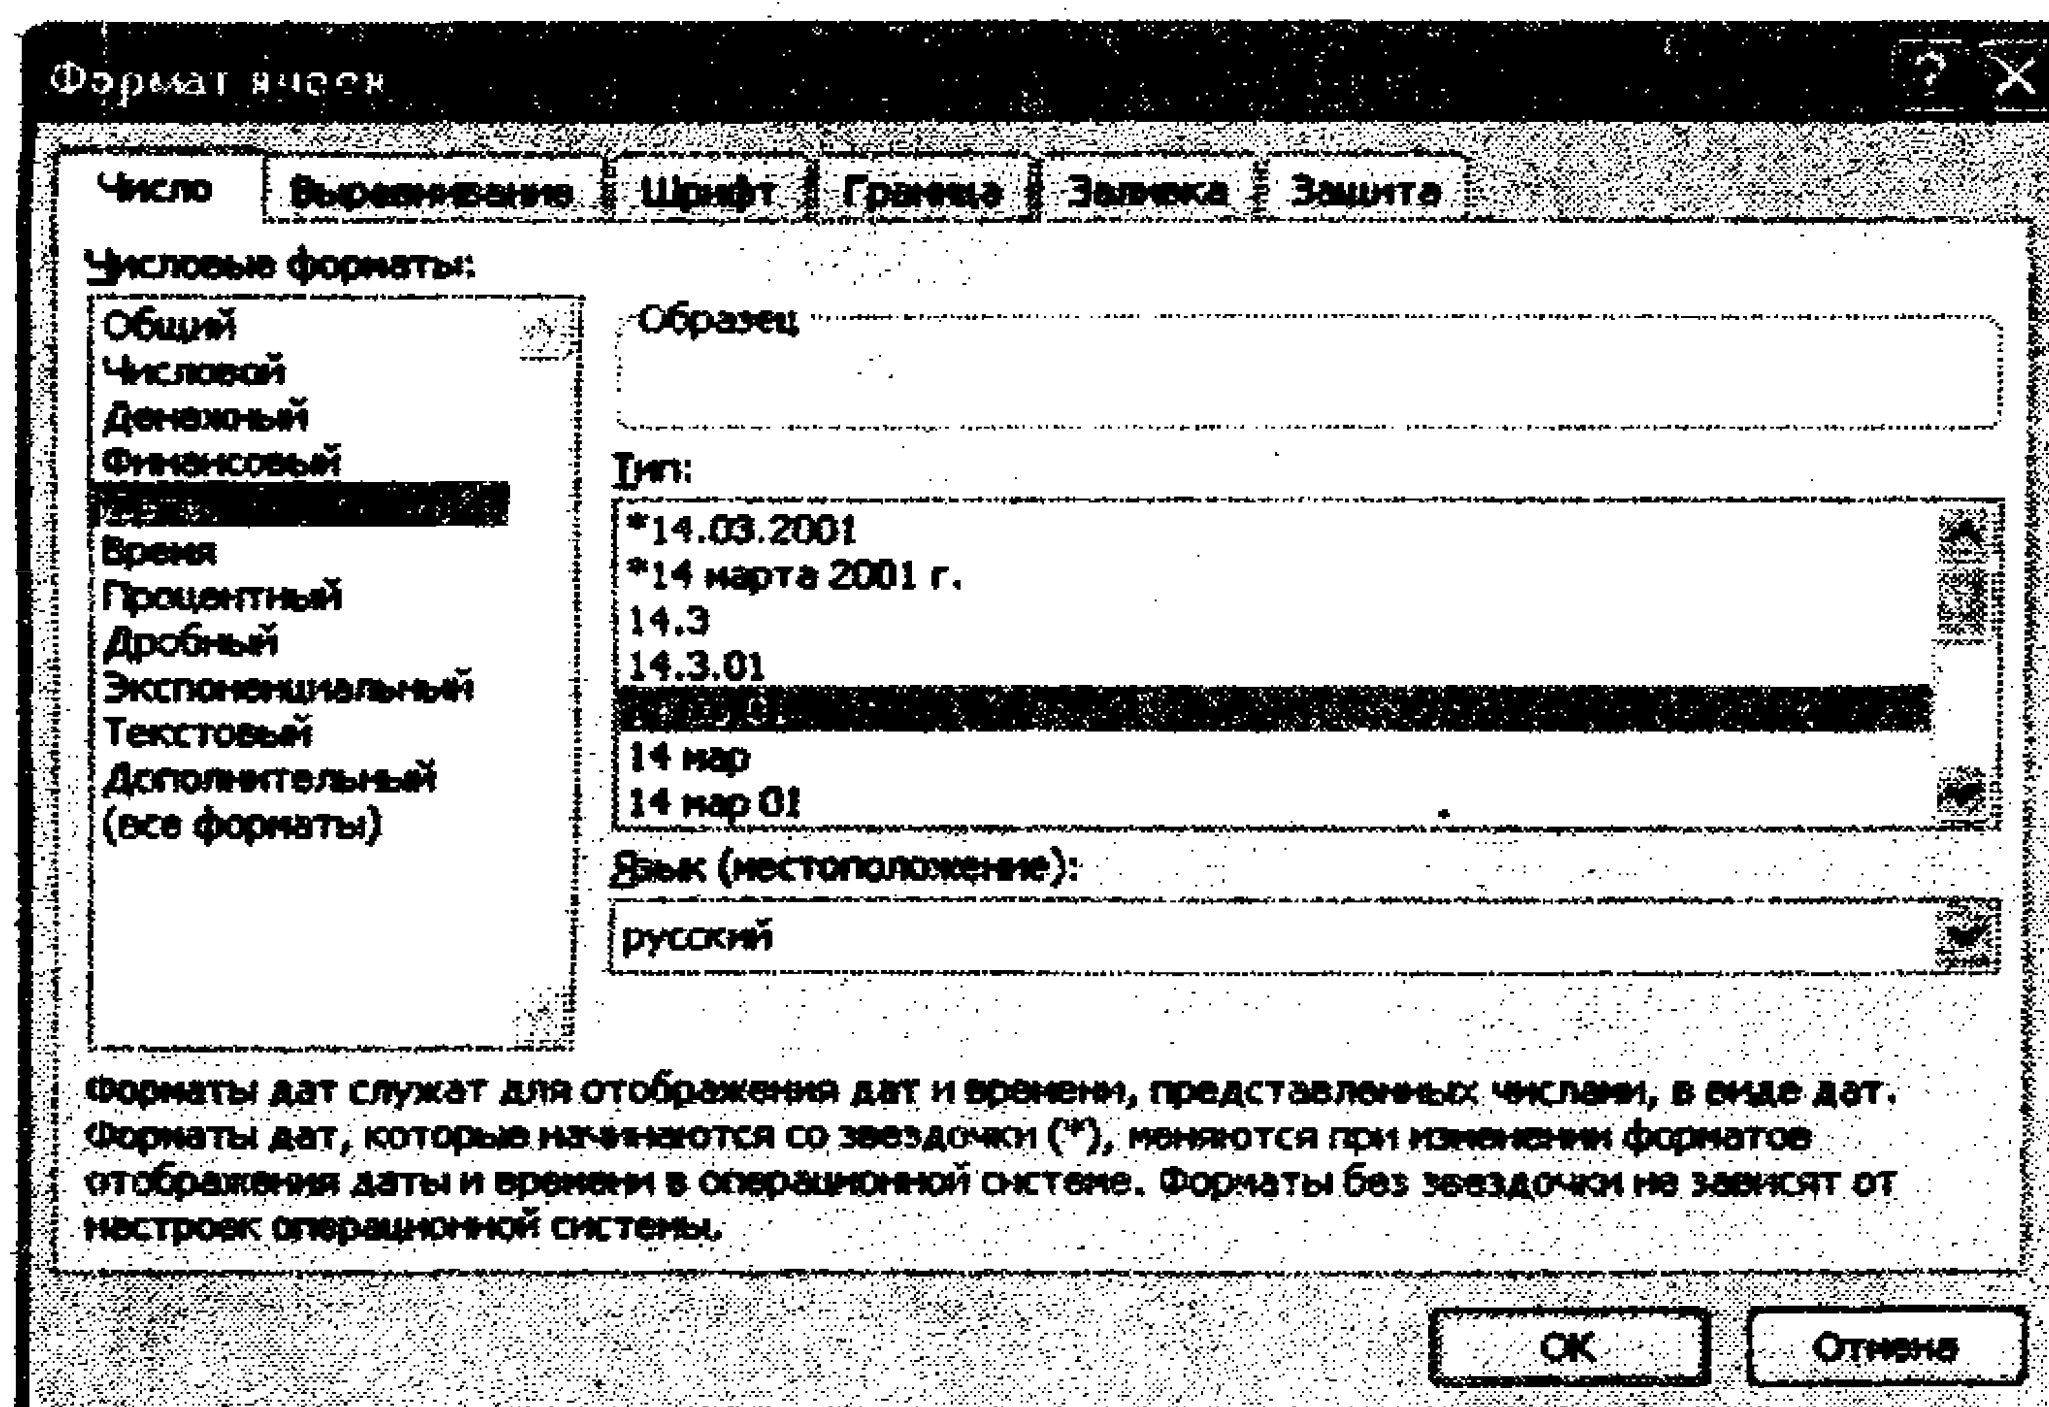 Формат ячеек
? X
Число Выравнивание Шрифт Граница Заливка Защита
Числовые форматы:
Общий
Числовой
Денежный
Финансовый
Время
Процентный
Дробный
Экспоненциальный
Текстовый
Дополнительный
(все форматы)
Образец
Тип:
*14.03.2001
*14 марта 2001 г.
14.3
14.3.01
14 мар
14 мар 01
Язык (местоположение):
русский
Форматы дат служат для отображения дат и времени, представленных числами, в виде дат.
Форматы дат, которые начинаются со звездочки (*), меняются при изменении форматов
отображения даты и времени в операционной системе. Форматы без звездочки не зависят от
настроек операционной системы.
ОК Отмена